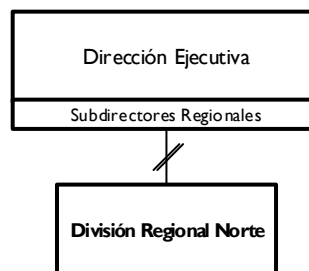 Dirección Ejecutiva
Subdirectores Regionales
División Regional Norte